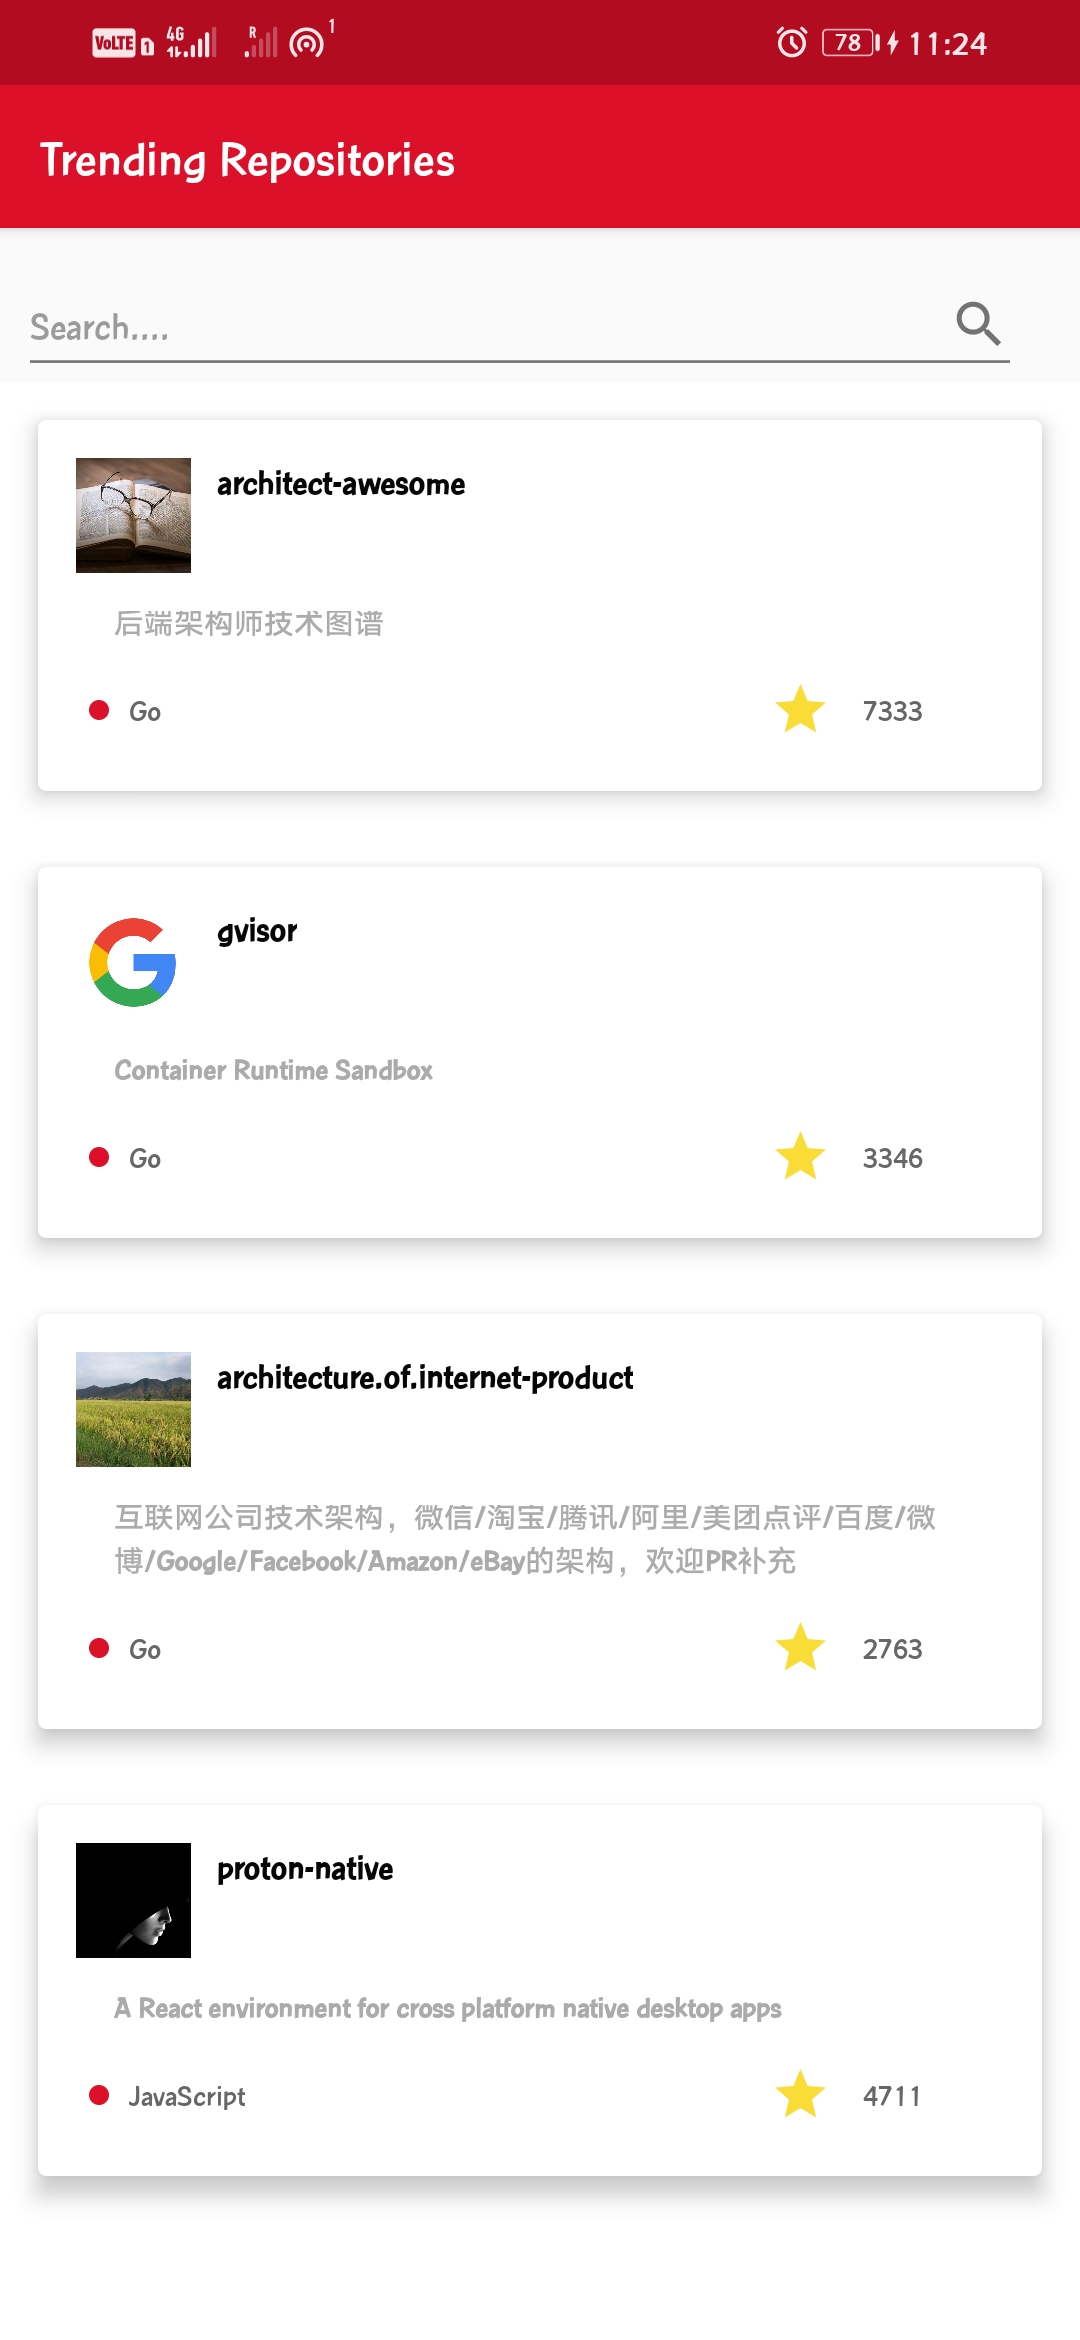 VoLTE 1 4G R 1 78 11:24
Trending Repositories
Search....
architect-awesome
后端架构师技术图谱
Go 7333
gvisor
Container Runtime Sandbox
Go 3346
architecture.of.internet-product
互联网公司技术架构，微信/淘宝/腾讯/阿里/美团点评/百度/微
博/Google/Facebook/Amazon/eBay的架构，欢迎PR补充
Go 2763
proton-native
A React environment for cross platform native desktop apps
JavaScript 4711